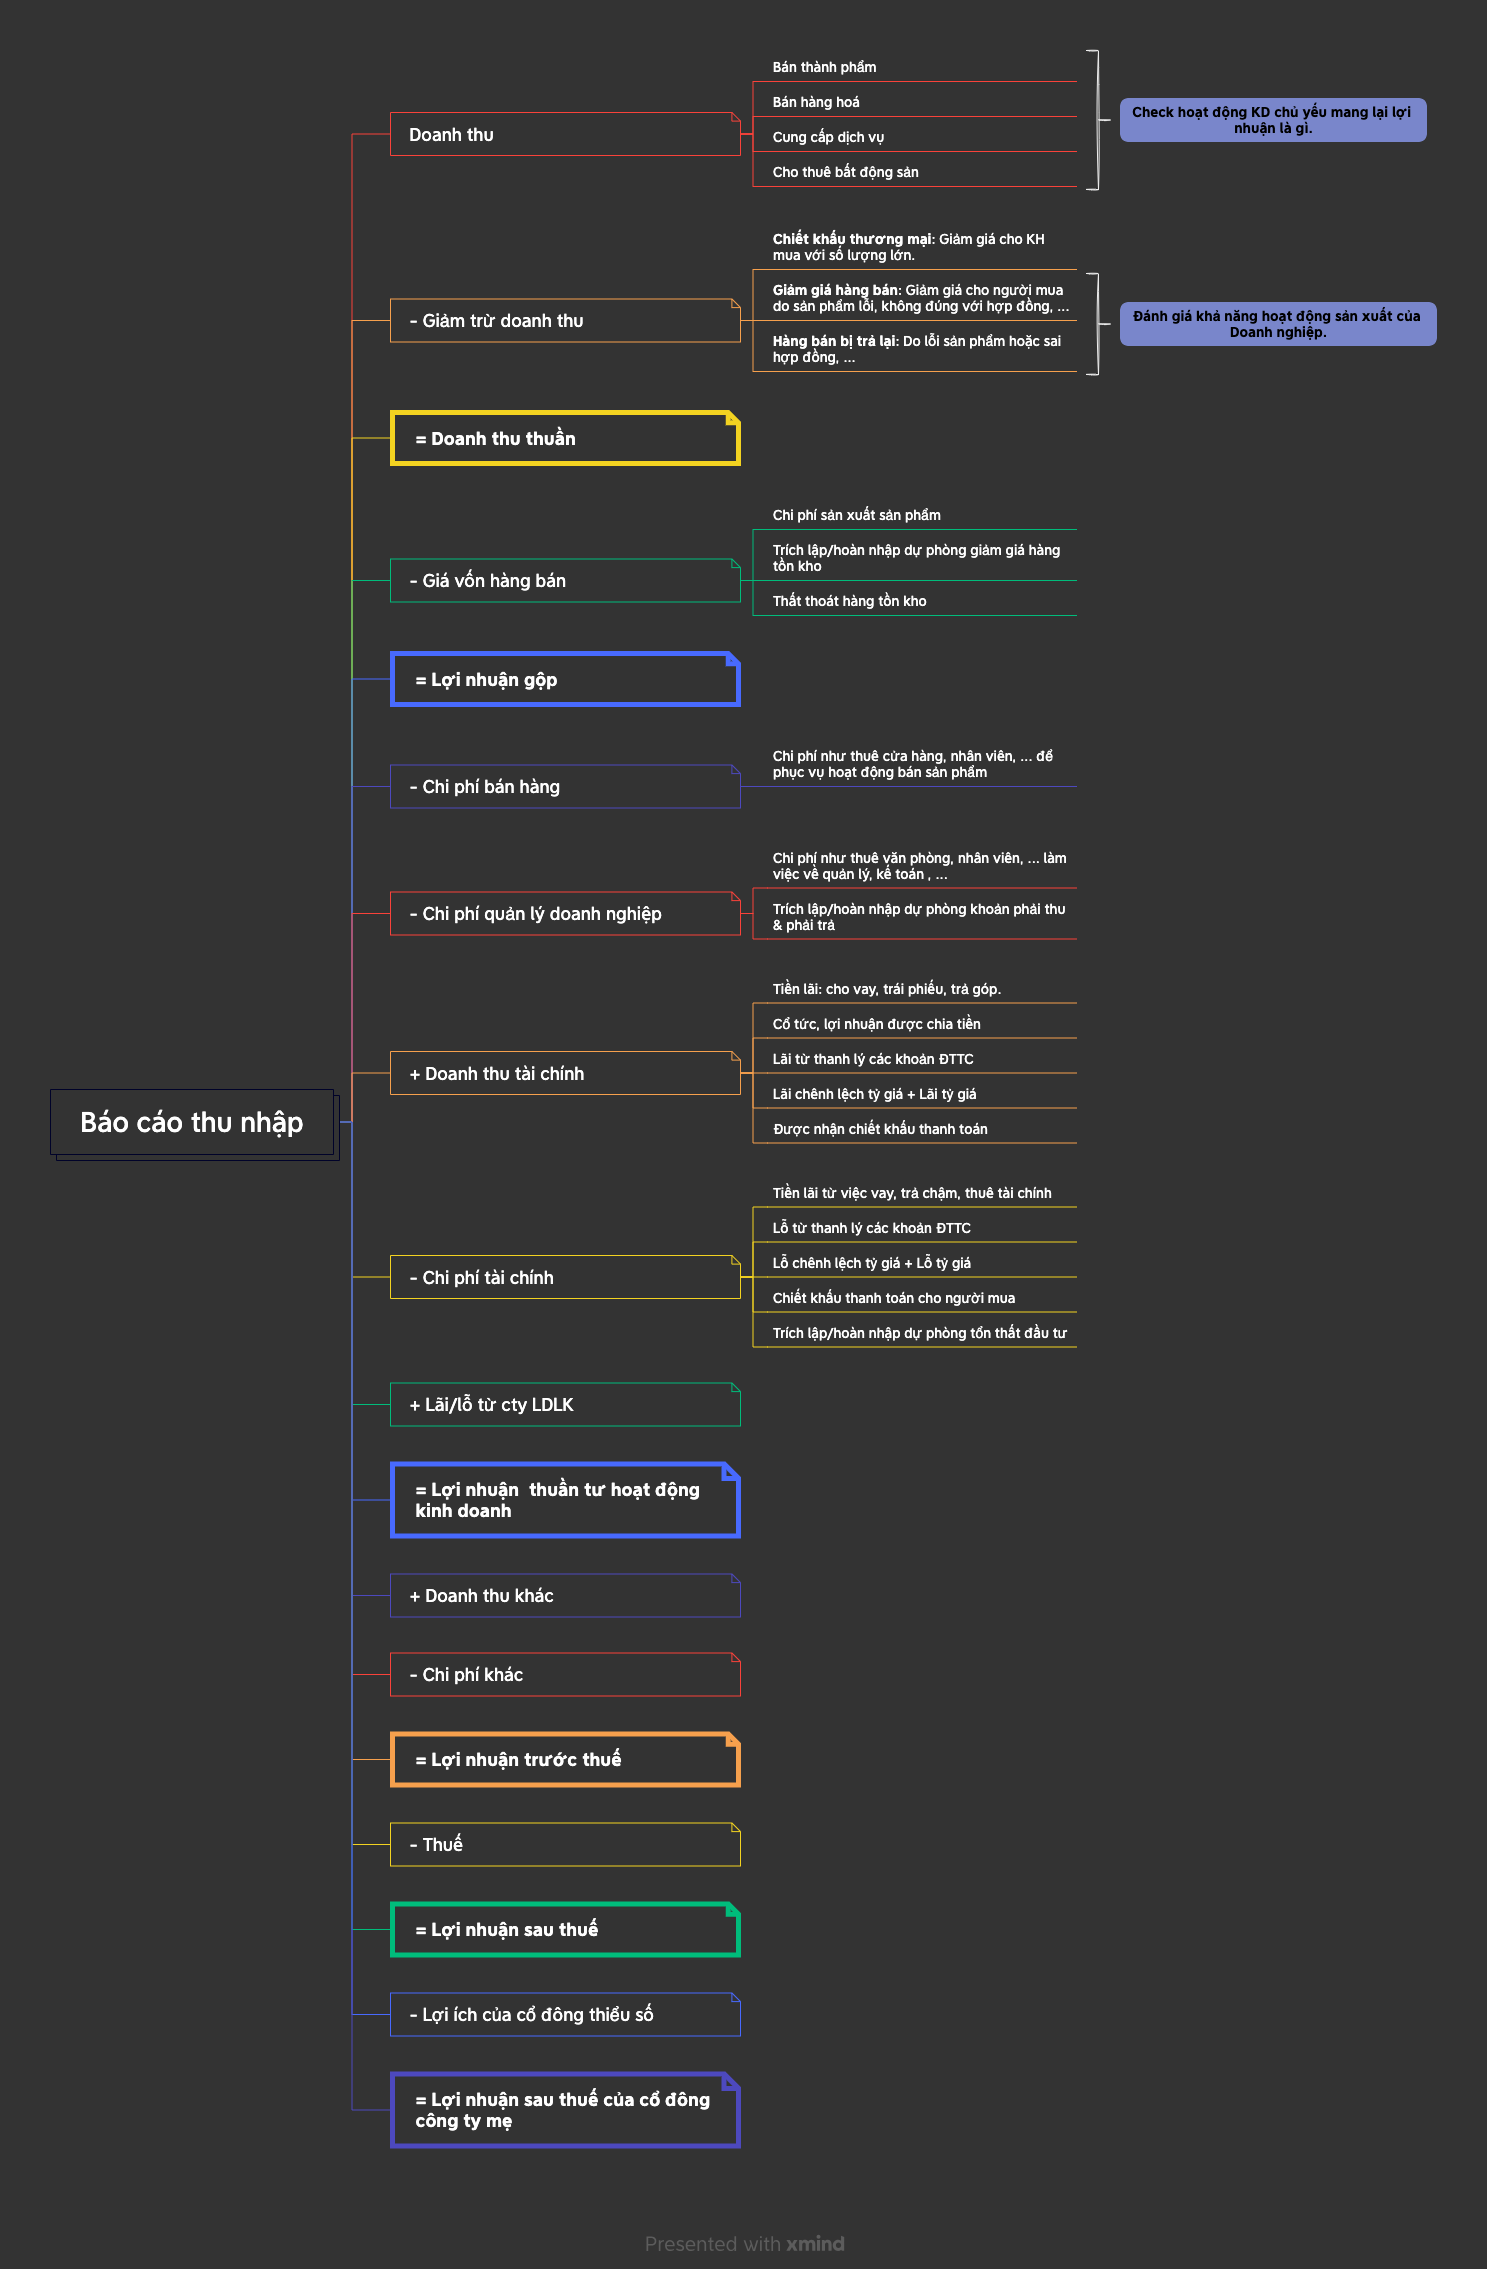 Bán thành phẩm
Bán hàng hoá
Cung cấp dịch vụ
Cho thuê bất động sản
Doanh thu
Check hoạt động KD chủ yếu mang lại lợi
nhuận là gì.
Chiết khấu thương mại: Giảm giá cho KH
mua với số lượng lớn.
Giảm giá hàng bán: Giảm giá cho người mua
do sản phẩm lỗi, không đúng với hợp đồng, ...
Hàng bán bị trả lại: Do lỗi sản phẩm hoặc sai
hợp đồng, ...
- Giảm trừ doanh thu
Đánh giá khả năng hoạt động sản xuất của
Doanh nghiệp.
= Doanh thu thuần
Chi phí sản xuất sản phẩm
Trích lập/hoàn nhập dự phòng giảm giá hàng
tồn kho
Thất thoát hàng tồn kho
- Giá vốn hàng bán
= Lợi nhuận gộp
Chi phí như thuê cửa hàng, nhân viên, ... để
phục vụ hoạt động bán sản phẩm
- Chi phí bán hàng
Chi phí như thuê văn phòng, nhân viên, ... làm
việc về quản lý, kế toán , ...
Trích lập/hoàn nhập dự phòng khoản phải thu
& phải trả
- Chi phí quản lý doanh nghiệp
Tiền lãi: cho vay, trái phiếu, trả góp.
Cổ tức, lợi nhuận được chia tiền
Lãi từ thanh lý các khoản ĐTTC
Lãi chênh lệch tỷ giá + Lãi tỷ giá
Được nhận chiết khấu thanh toán
+ Doanh thu tài chính
Báo cáo thu nhập
Tiền lãi từ việc vay, trả chậm, thuê tài chính
Lỗ từ thanh lý các khoản ĐTTC
Lỗ chênh lệch tỷ giá + Lỗ tỷ giá
Chiết khấu thanh toán cho người mua
Trích lập/hoàn nhập dự phòng tổn thất đầu tư
- Chi phí tài chính
+ Lãi/lỗ từ cty LDLK
= Lợi nhuận  thuần tư hoạt động
kinh doanh
+ Doanh thu khác
- Chi phí khác
= Lợi nhuận trước thuế
- Thuế
= Lợi nhuận sau thuế
- Lợi ích của cổ đông thiểu số
= Lợi nhuận sau thuế của cổ đông
công ty mẹ
Presented with xmind